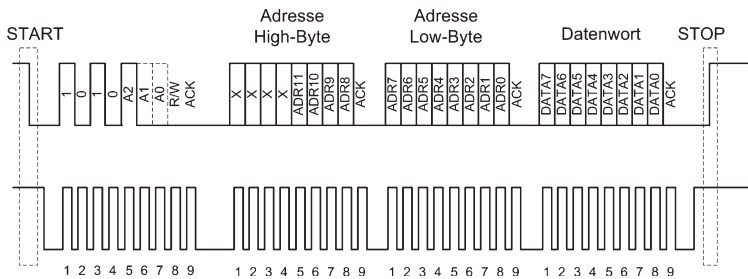 START
Adresse
High-Byte
Adresse
Low-Byte
Datenwort
STOP
1 0 1 0 A2 A1 A0 R/W ACK
X X X X ADR11 ADR10 ADR9 ADR8 ACK
ADR7 ADR6 ADR5 ADR4 ADR3 ADR2 ADR1 ADR0 ACK
DATA7 DATA6 DATA5 DATA4 DATA3 DATA2 DATA1 DATA0 ACK
1 2 3 4 5 6 7 8 9
1 2 3 4 5 6 7 8 9
1 2 3 4 5 6 7 8 9
1 2 3 4 5 6 7 8 9